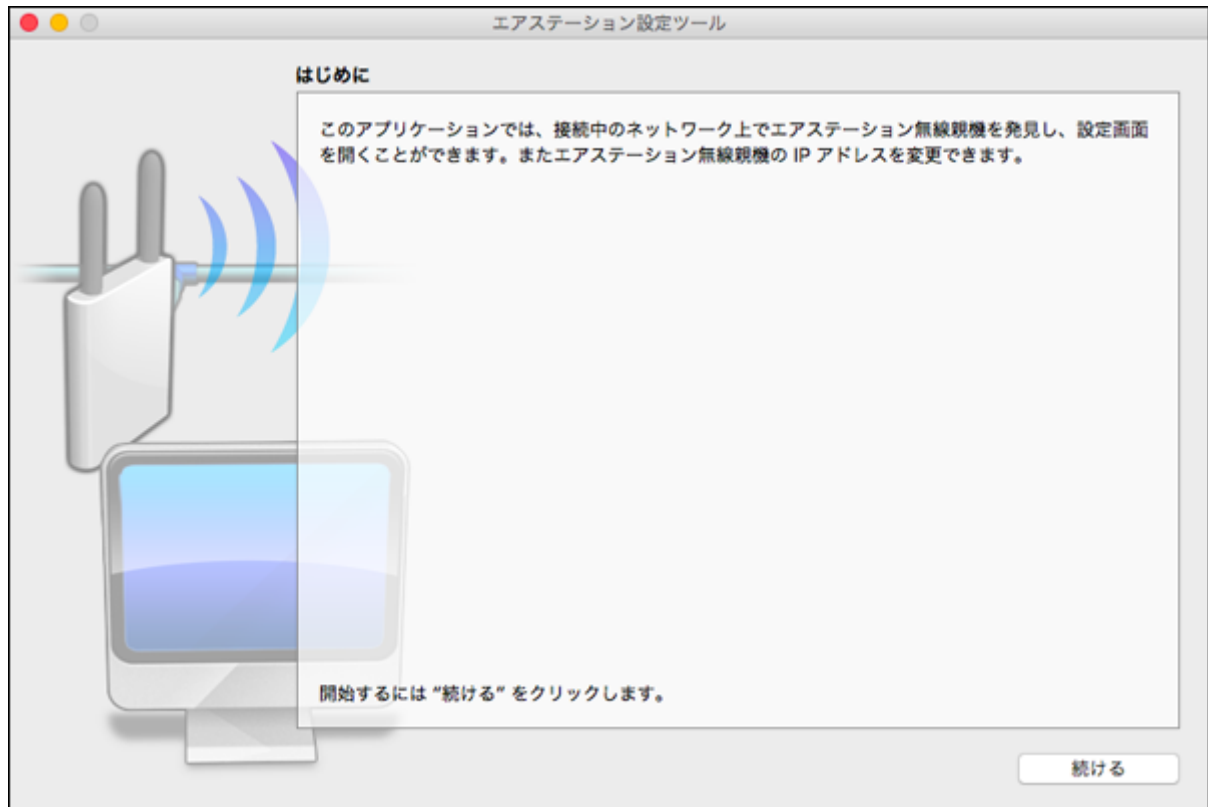 エアステーション設定ツール
はじめに
このアプリケーションでは、接続中のネットワーク上でエアステーション無線親機を発見し、設定画面
を開くことができます。またエアステーション無線親機の IP アドレスを変更できます。
開始するには “続ける” をクリックします。
続ける